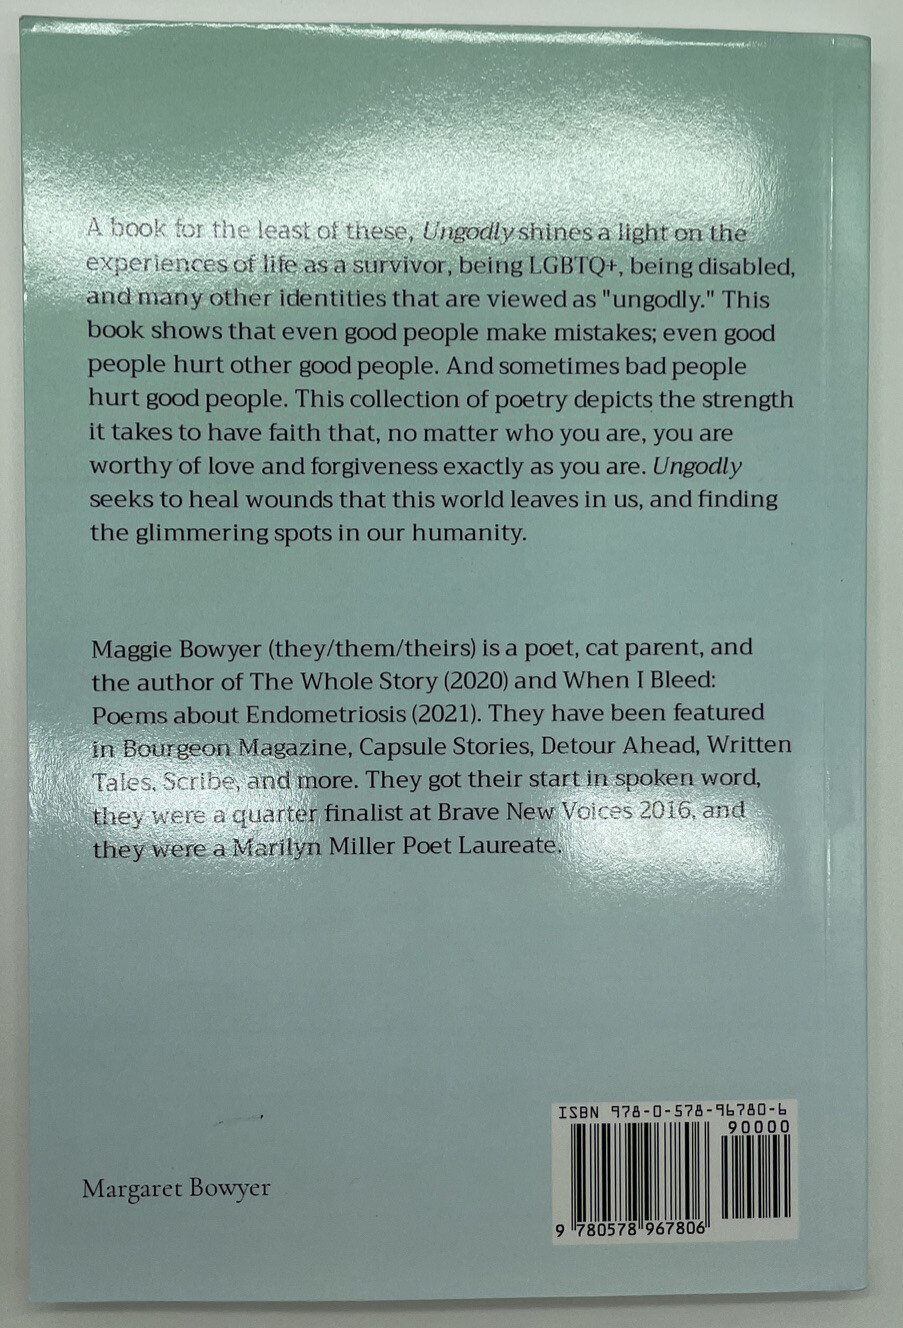 A book for the least of these, Ungodly shines a light on the
experiences of life as a survivor, being LGBTQ+, being disabled,
and many other identities that are viewed as "ungodly." This
book shows that even good people make mistakes; even good
people hurt other good people. And sometimes bad people
hurt good people. This collection of poetry depicts the strength
it takes to have faith that, no matter who you are, you are
worthy of love and forgiveness exactly as you are. Ungodly
seeks to heal wounds that this world leaves in us, and finding
the glimmering spots in our humanity.
Maggie Bowyer (they/them/theirs) is a poet, cat parent, and
the author of The Whole Story (2020) and When I Bleed:
Poems about Endometriosis (2021). They have been featured
in Bourgeon Magazine, Capsule Stories, Detour Ahead, Written
Tales, Scribe, and more. They got their start in spoken word,
they were a quarter finalist at Brave New Voices 2016, and
they were a Marilyn Miller Poet Laureate.
Margaret Bowyer
ISBN 978-0-578-96780-6
90000
9 780578 967806